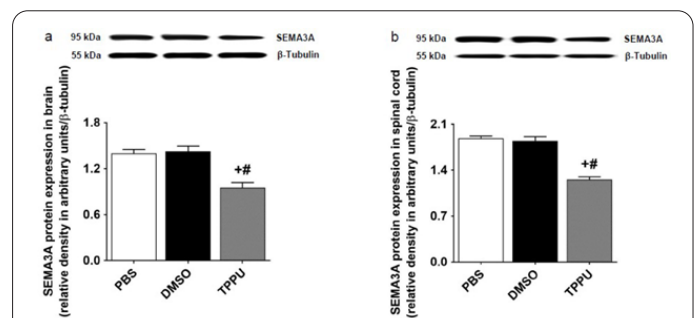 a
95 kDa SEMA3A
55 kDa β-Tubulin
SEMA3A protein expression in brain
(relative density in arbitrary units/β-tubulin)
1.8
1.2
0.6
0.0
+#
PBS DMSO TPPU
b
95 kDa SEMA3A
55 kDa β-Tubulin
SEMA3A protein expression in spinal cord
(relative density in arbitrary units/β-tubulin)
2.1
1.4
0.7
0.0
+#
PBS DMSO TPPU